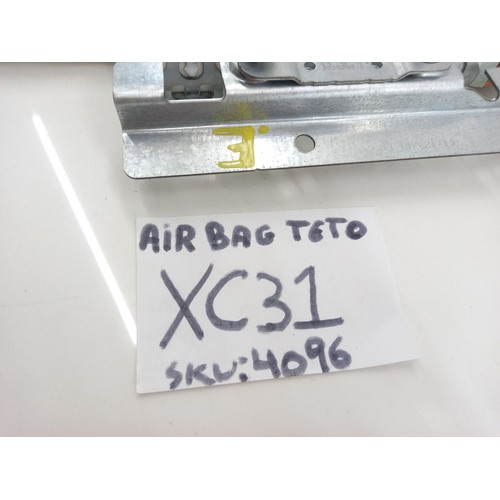 E.
AIR BAG TETO
XC31
SKU:4096